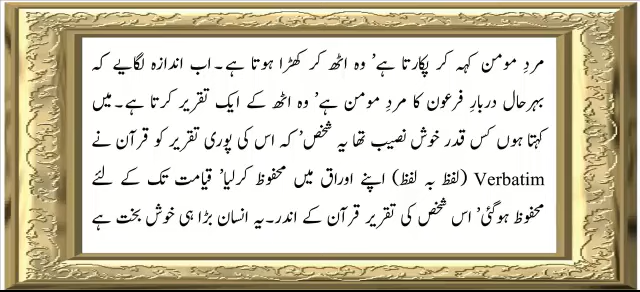 مردِ مومن کہہ کر پکارتا ہے’ وہ اٹھ کر کھڑا ہوتا ہے۔اب اندازہ لگایے کہ
بہرحال دربارِ فرعون کا مردِ مومن ہے’ وہ اٹھ کے ایک تقریر کرتا ہے۔میں
کہتا ہوں کس قدر خوش نصیب تھا یہ شخص’ کہ اس کی پوری تقریر کو قرآن نے
Verbatim (لفظ بہ لفظ) اپنے اوراق میں محفوظ کرلیا’ قیامت تک کے لئے
محفوظ ہوگئی’ اس شخص کی تقریر قرآن کے اندر۔یہ انسان بڑا ہی خوش بخت ہے